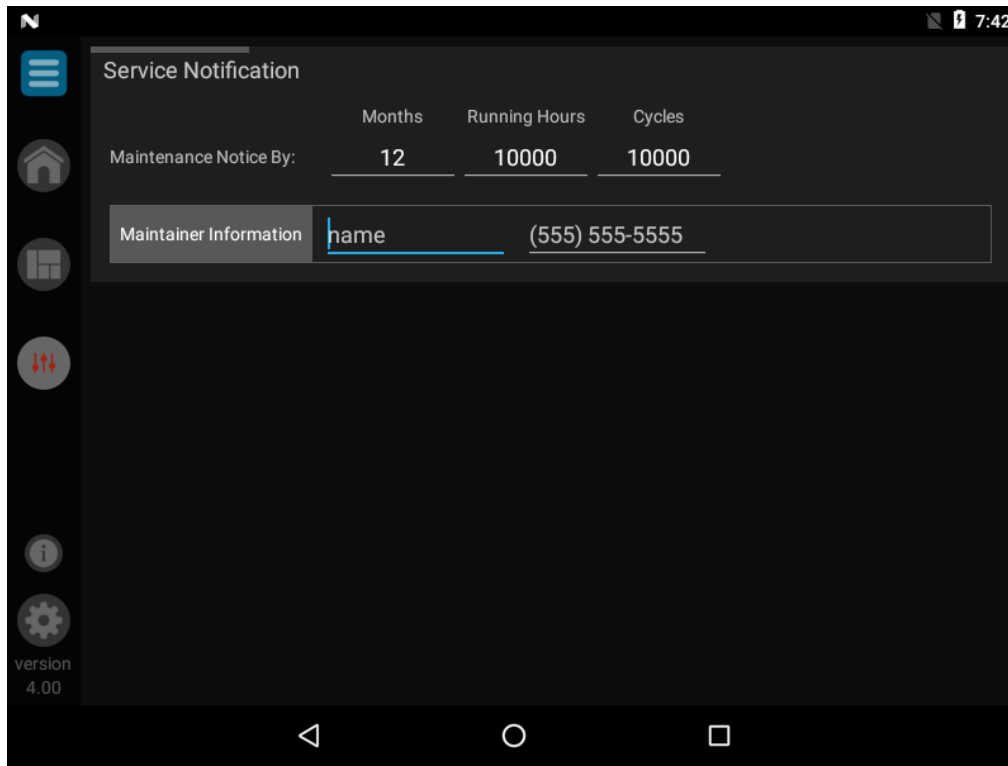 7:42
Service Notification
Months Running Hours Cycles
Maintenance Notice By: 12 10000 10000
Maintainer Information name (555) 555-5555
version
4.00